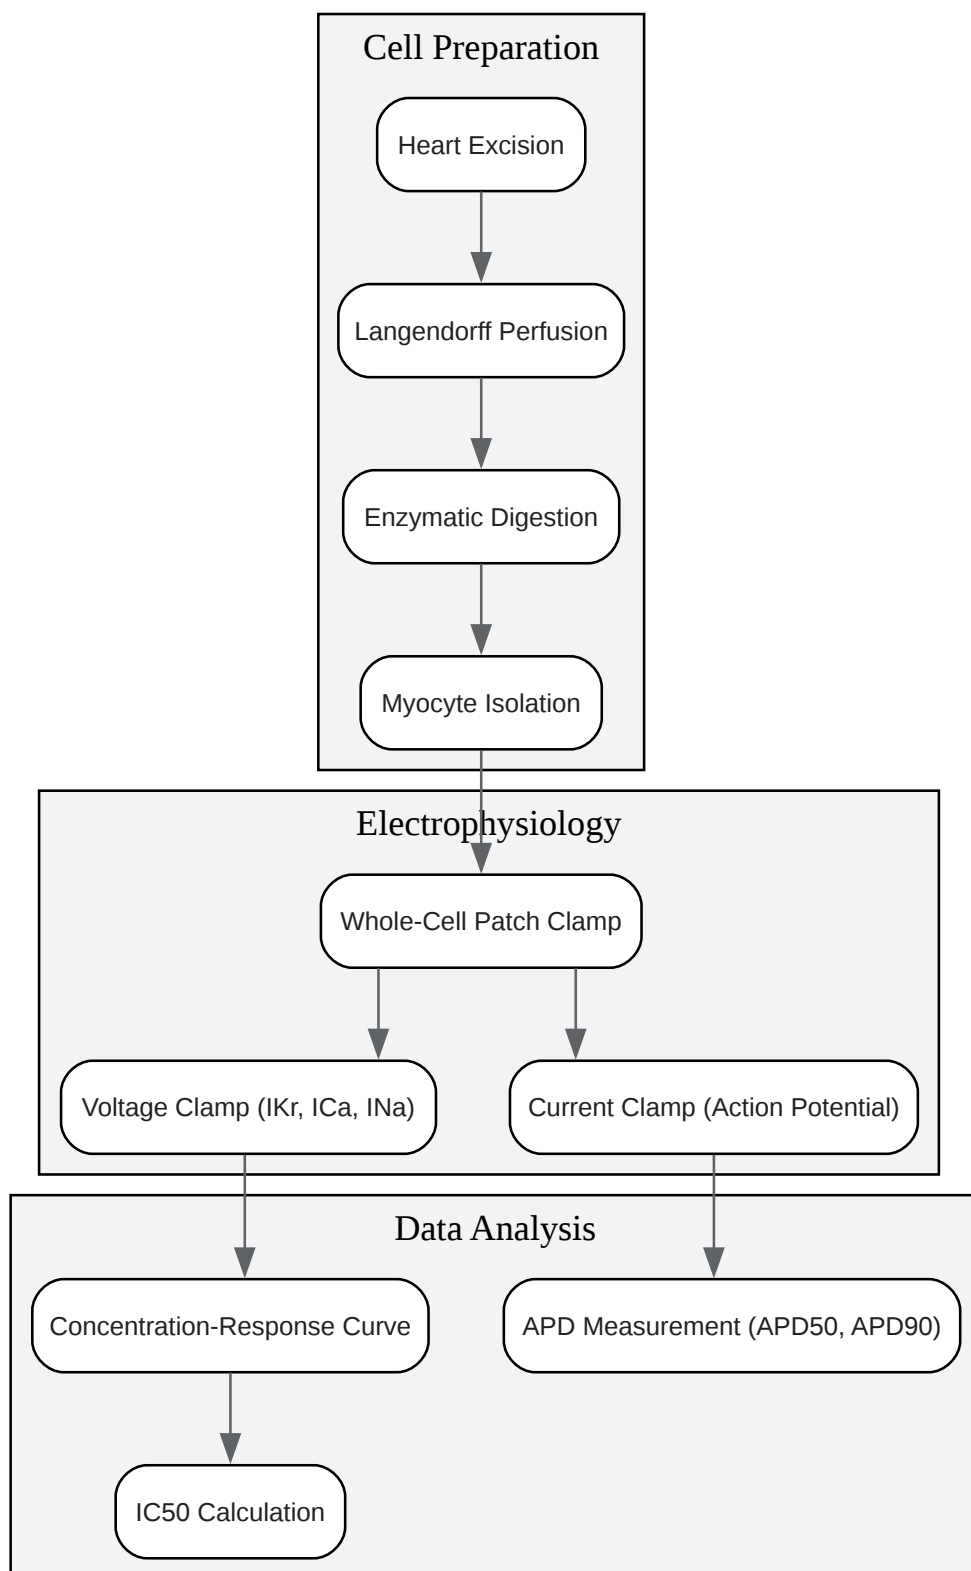 Cell Preparation
Heart Excision
Langendorff Perfusion
Enzymatic Digestion
Myocyte Isolation
Electrophysiology
Whole-Cell Patch Clamp
Voltage Clamp (IKr, ICa, INa)
Current Clamp (Action Potential)
Data Analysis
Concentration-Response Curve
APD Measurement (APD50, APD90)
IC50 Calculation